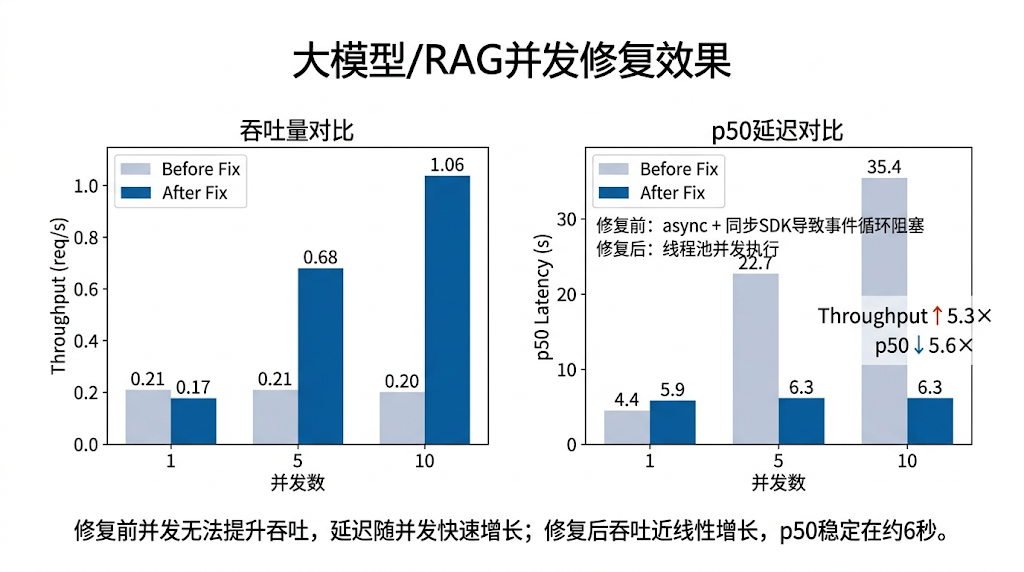 大模型/RAG并发修复效果
吞吐量对比
Before Fix
After Fix
Throughput (req/s)
1.0
0.8
0.6
0.4
0.2
0.0
0.21
0.17
0.21
0.68
0.20
1.06
1
5
10
并发数
p50延迟对比
Before Fix
After Fix
修复前：async + 同步SDK导致事件循环阻塞
修复后：线程池并发执行
p50 Latency (s)
30
20
10
0
4.4
5.9
22.7
6.3
35.4
6.3
Throughput↑5.3×
p50↓5.6×
1
5
10
并发数
修复前并发无法提升吞吐，延迟随并发快速增长；修复后吞吐近线性增长，p50稳定在约6秒。